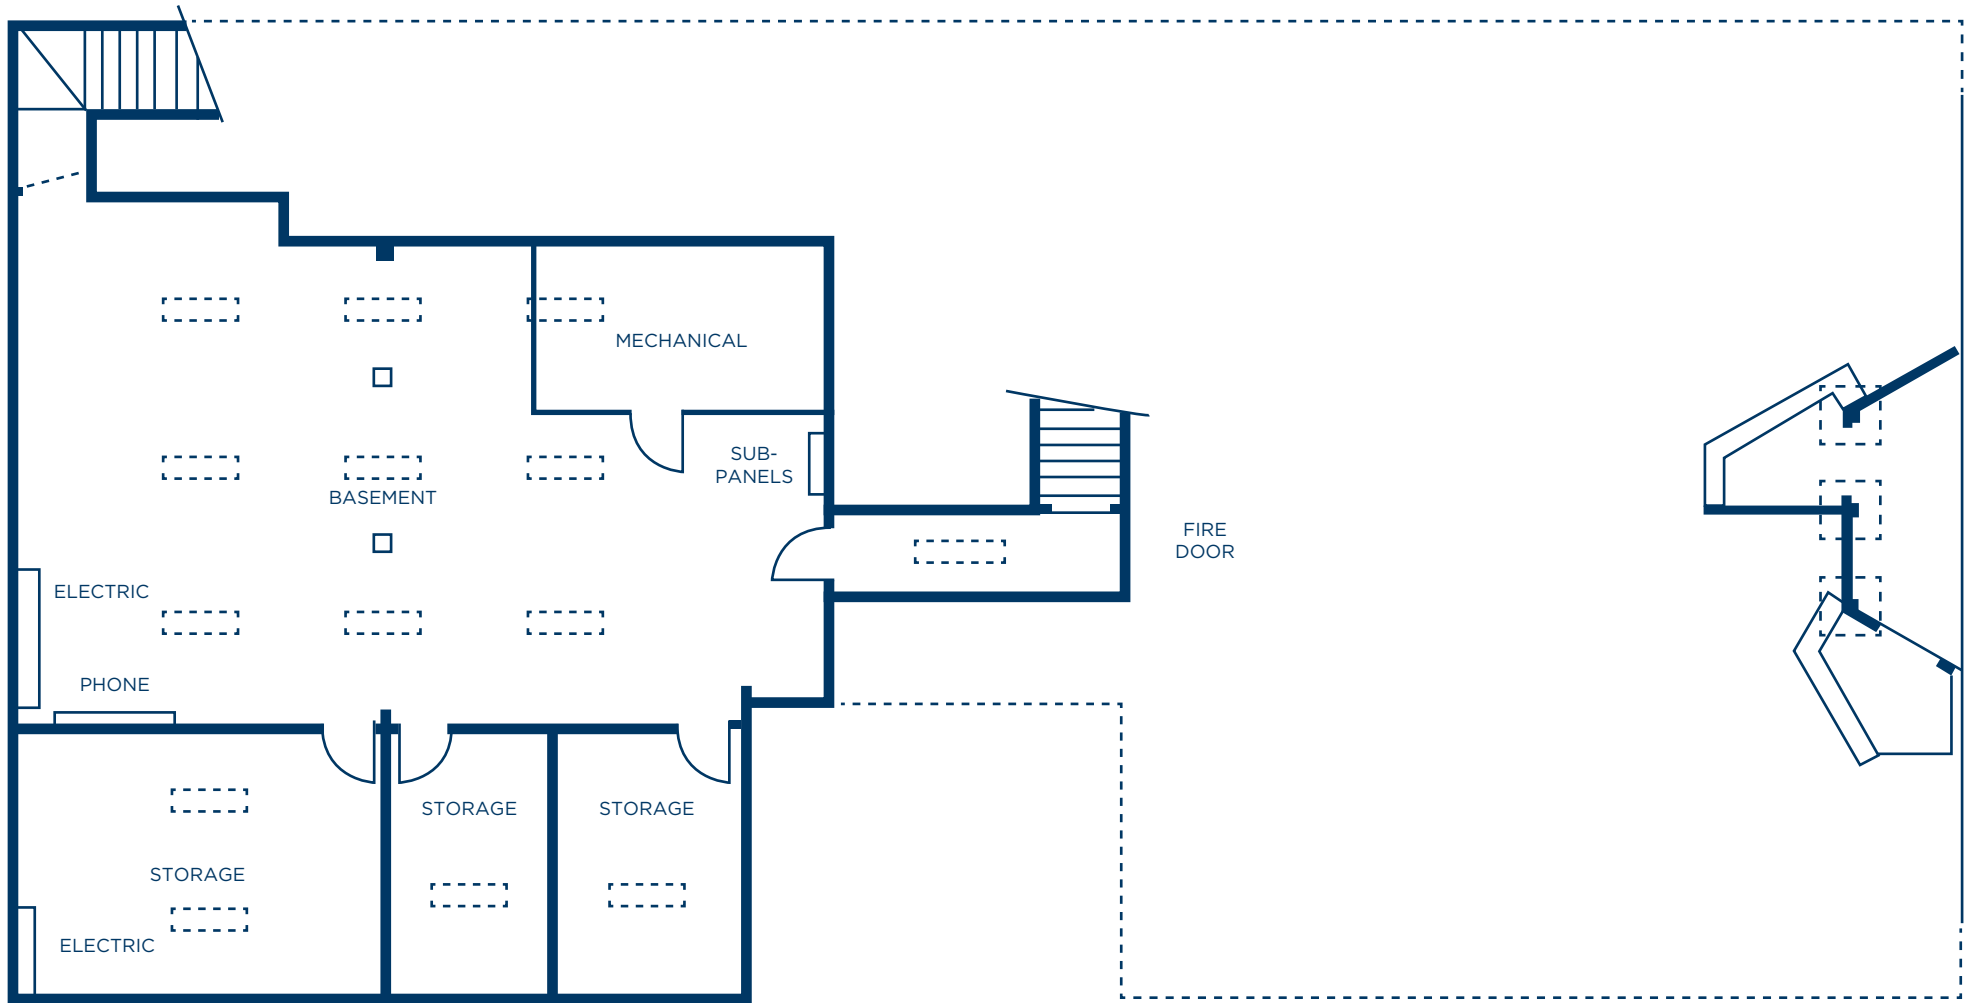 MECHANICAL
SUB-
PANELS
BASEMENT
FIRE
DOOR
ELECTRIC
PHONE
STORAGE
STORAGE
STORAGE
ELECTRIC